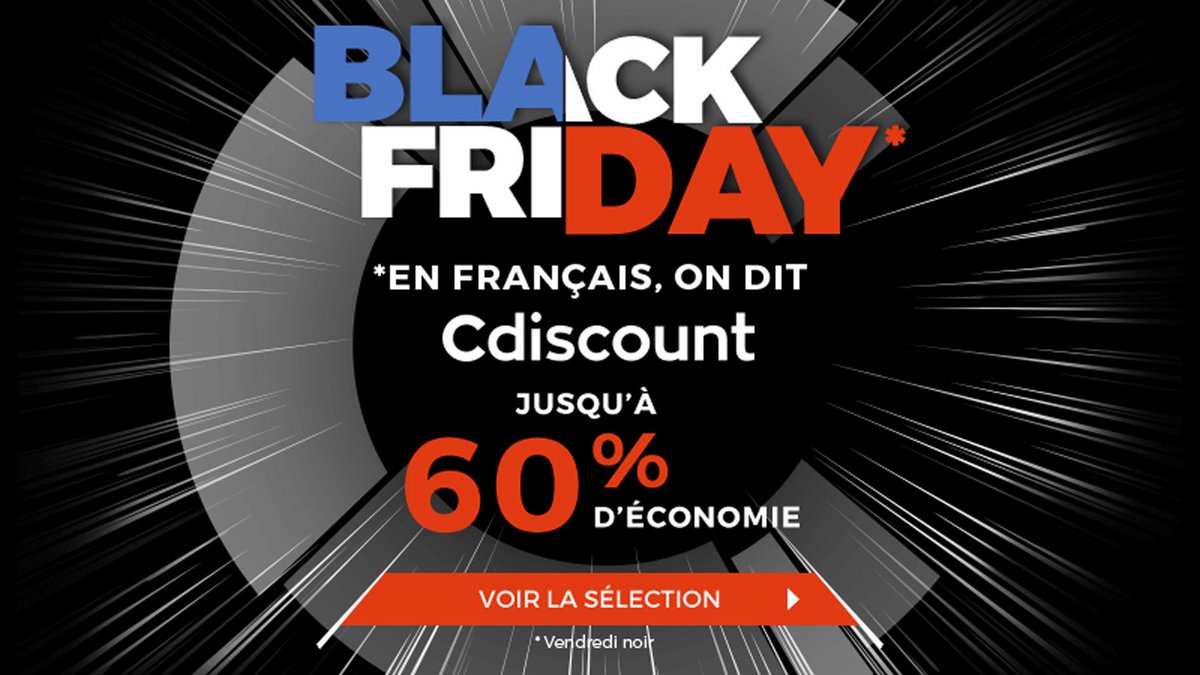 BLACK
FRIDAY*
*EN FRANÇAIS, ON DIT
Cdiscount
JUSQU'À
60%
D'ÉCONOMIE
VOIR LA SÉLECTION
*Vendredi noir